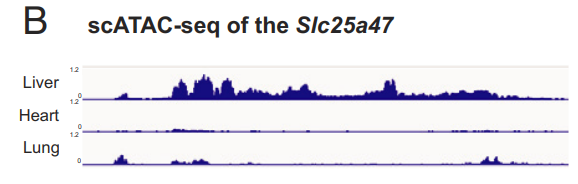 B scATAC-seq of the Slc25a47
Liver 1.2
0
Heart 1.2
0
Lung 1.2
0